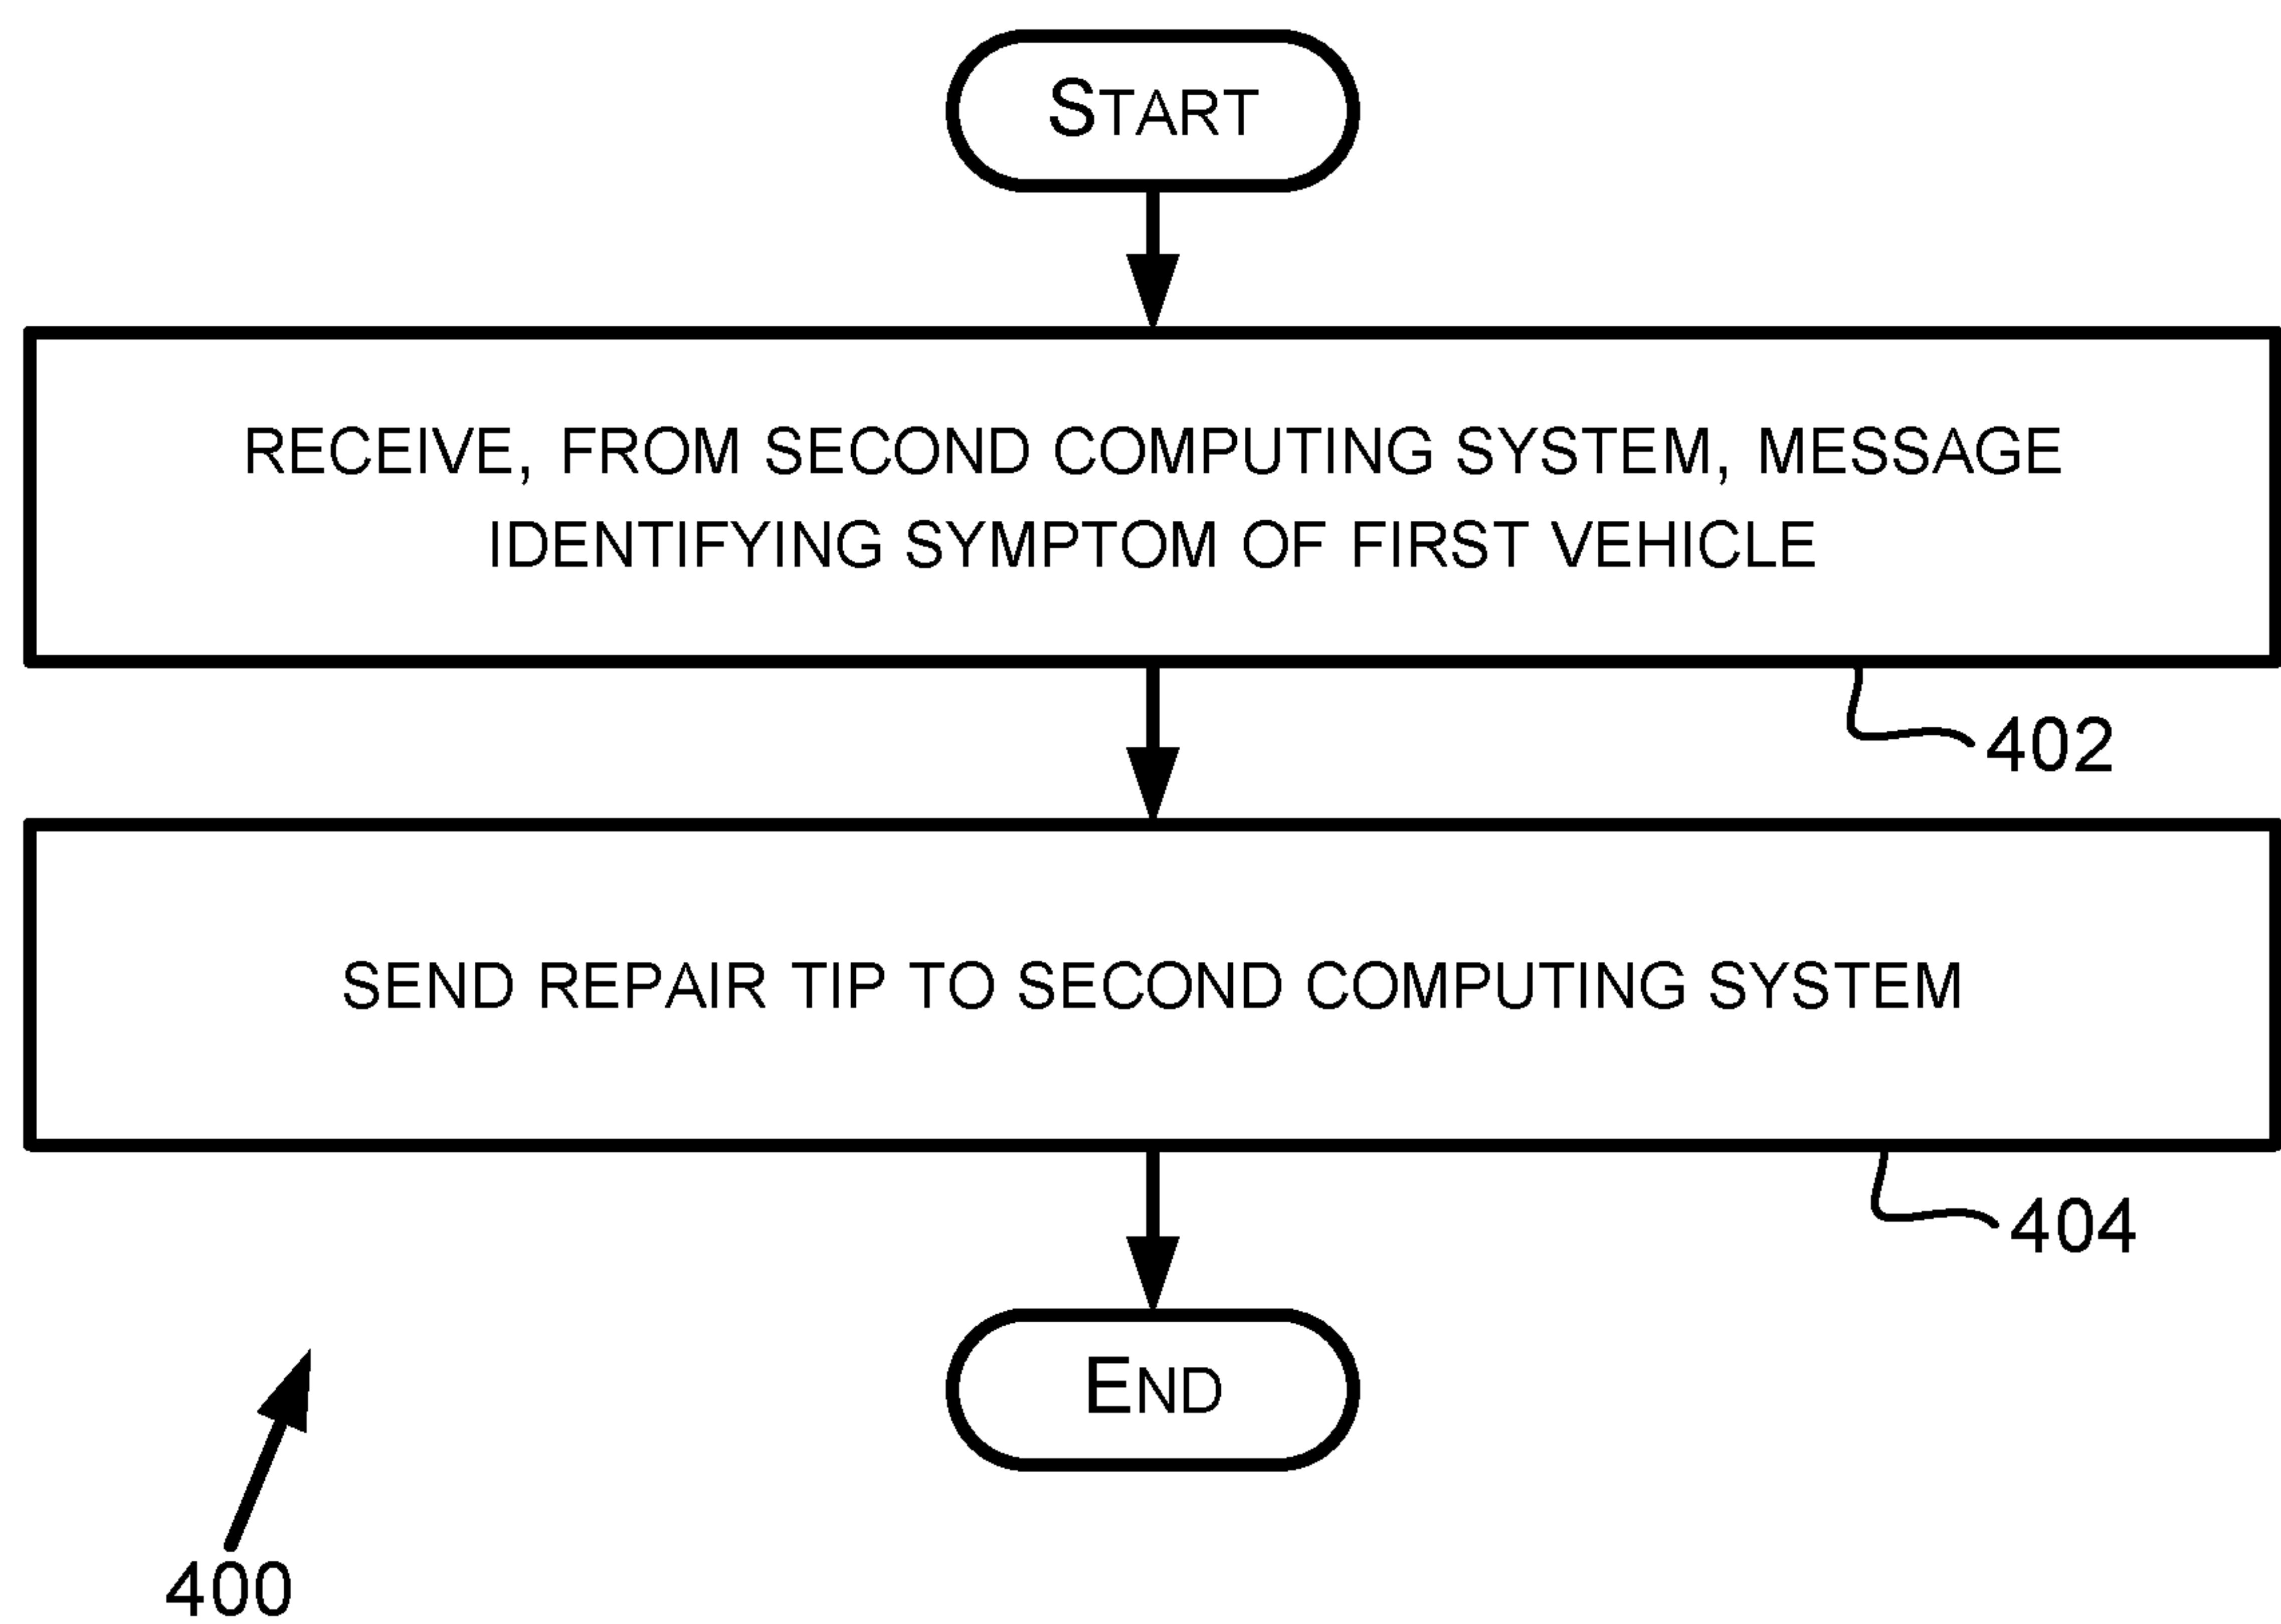 START
RECEIVE, FROM SECOND COMPUTING SYSTEM, MESSAGE
IDENTIFYING SYMPTOM OF FIRST VEHICLE
402
SEND REPAIR TIP TO SECOND COMPUTING SYSTEM
404
END
400